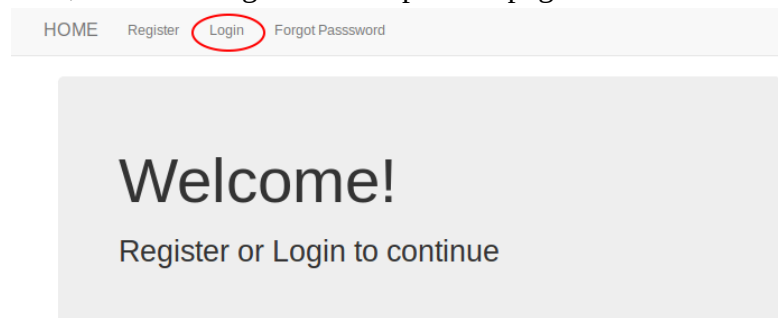 HOME Register Login Forgot Passsword
Welcome!
Register or Login to continue